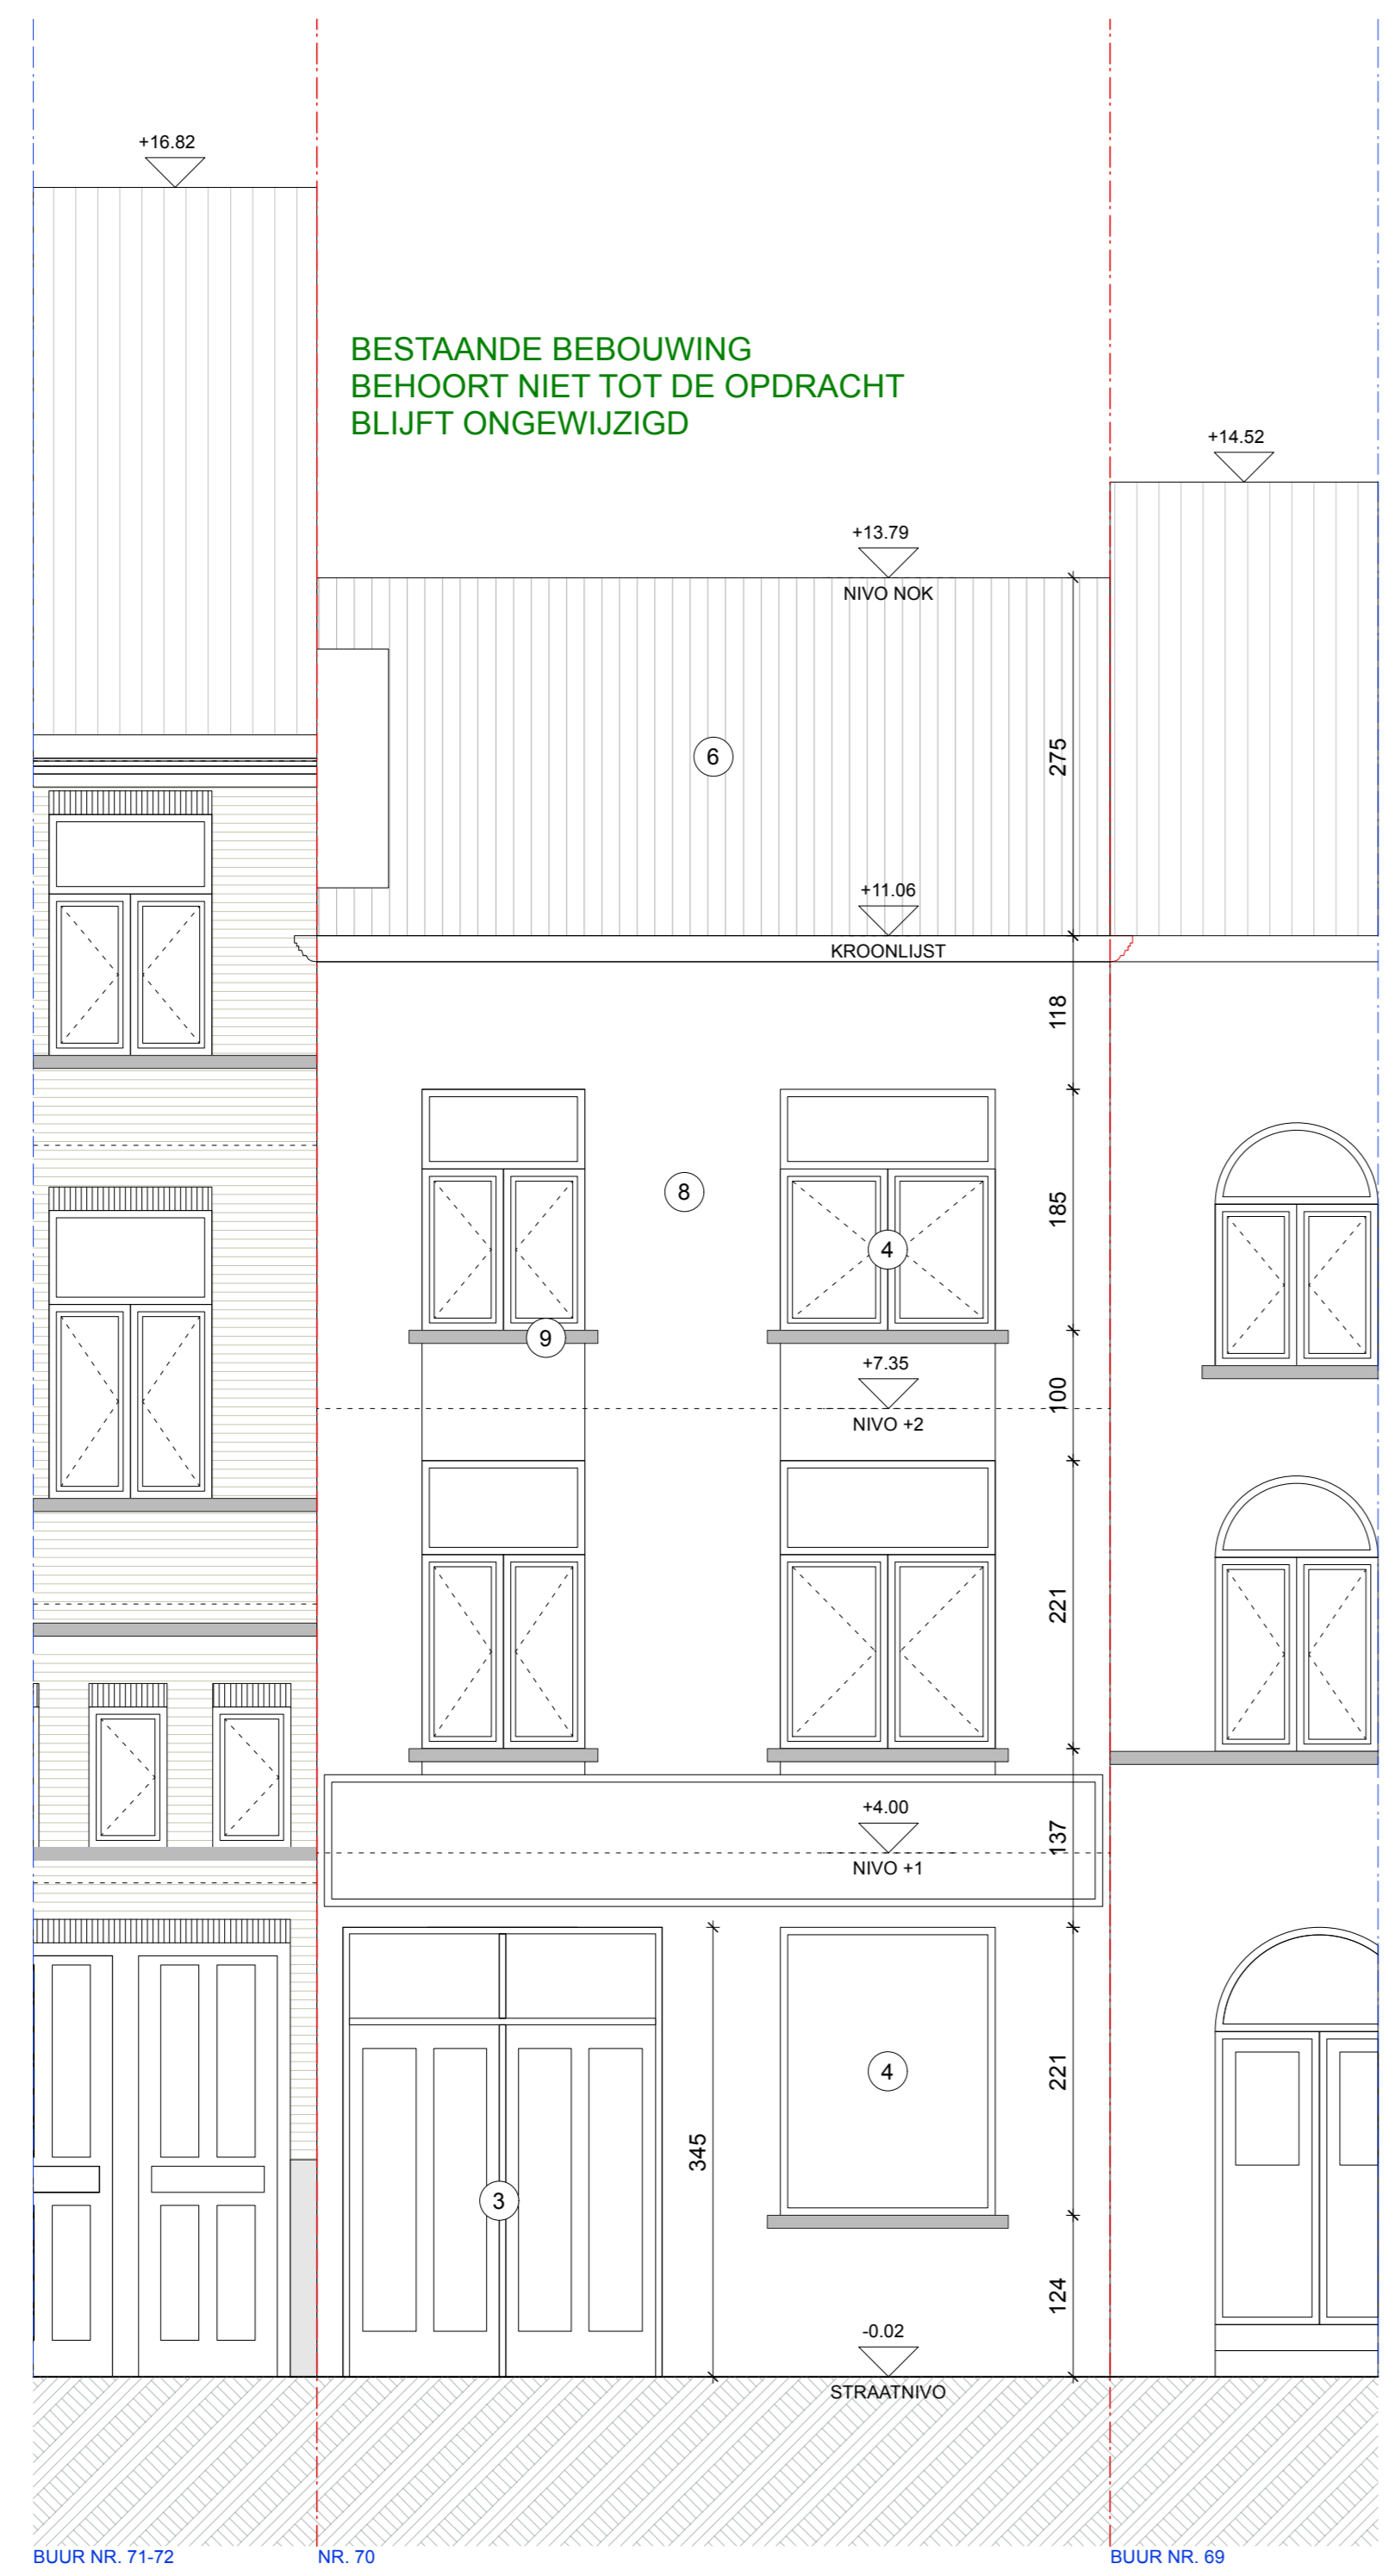 +16.82
BESTAANDE BEBOUWING
BEHOORT NIET TOT DE OPDRACHT
BLIJFT ONGEWIJZIGD
+14.52
+13.79
NIVO NOK
6
275
+11.06
KROONLIJST
118
8
185
4
9
+7.35
100
NIVO +2
221
+4.00
137
NIVO +1
4
221
345
3
124
-0.02
STRAATNIVO
BUUR NR. 71-72
NR. 70
BUUR NR. 69